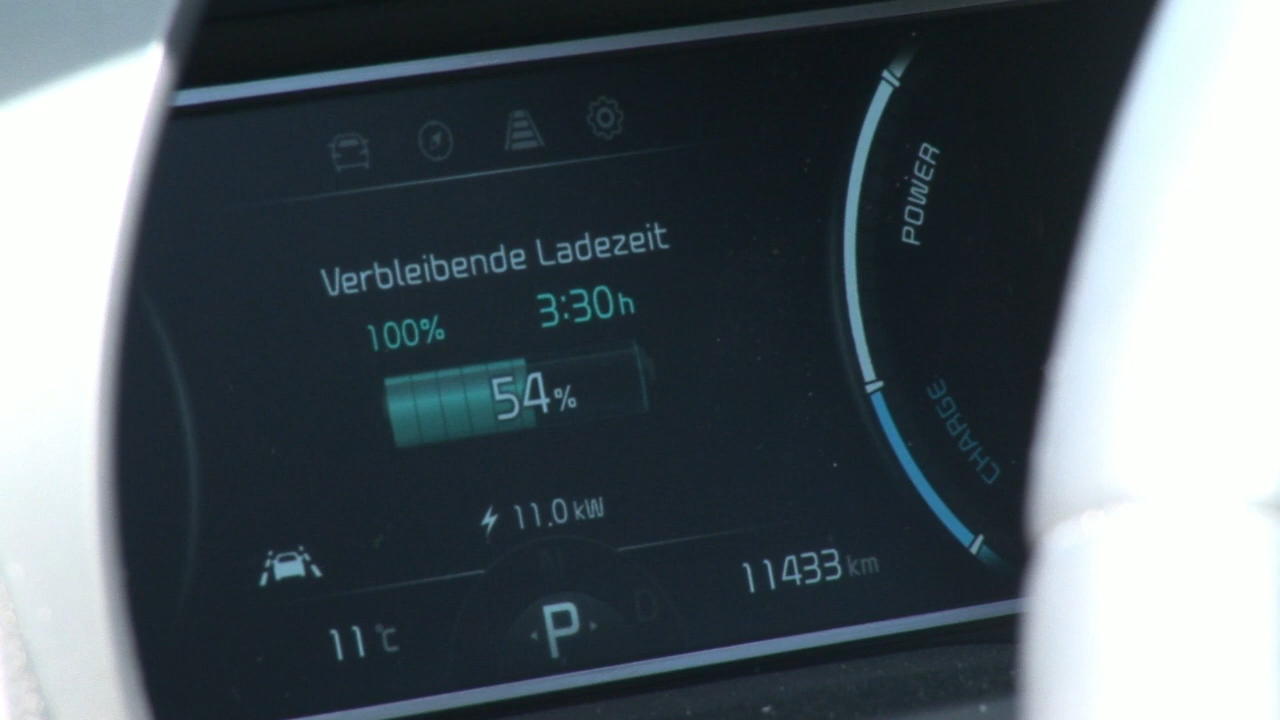 Verbleibende Ladezeit
100% 3:30h
54%
11.0 kW
11°C P D 11433 km
POWER
CHARGE